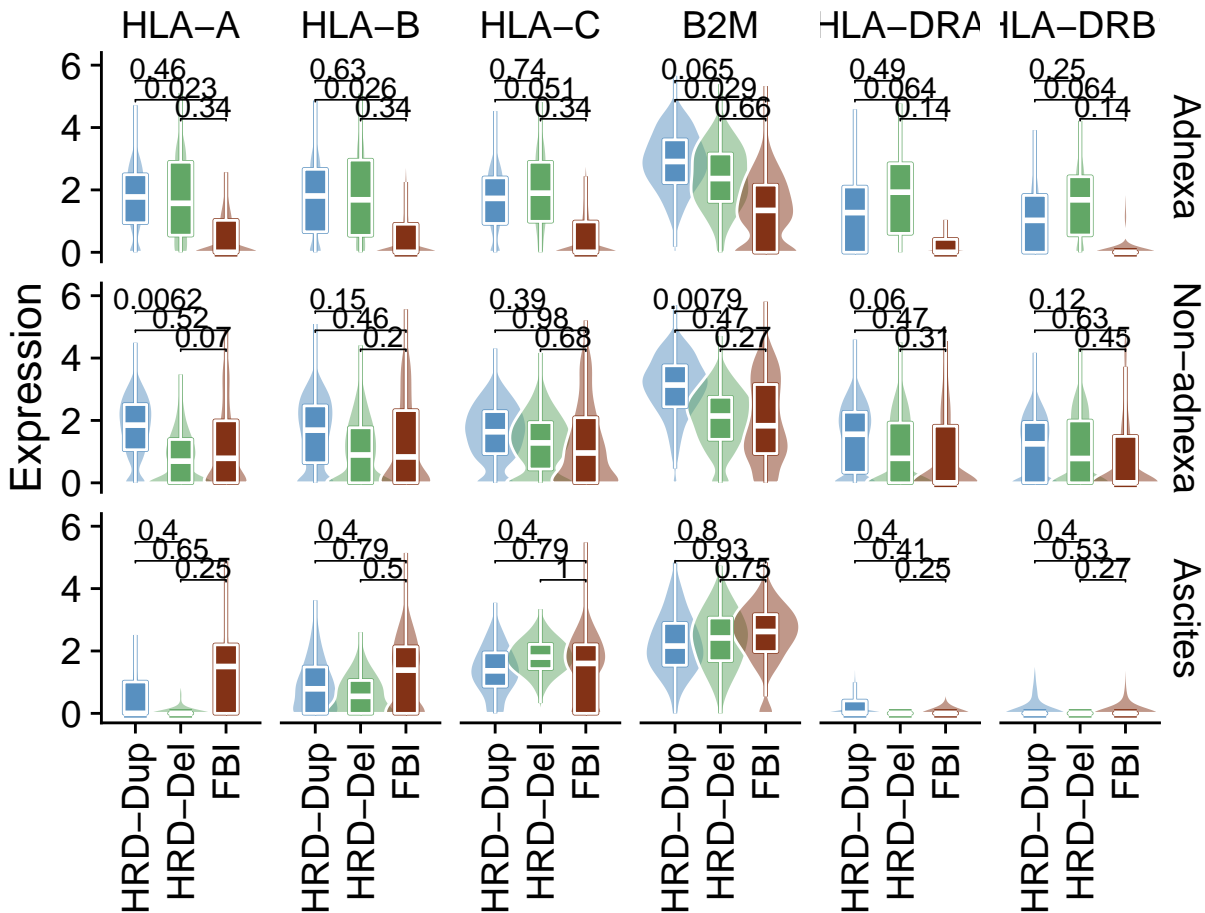 HLA−A HLA−B HLA−C B2M HLA−DRA HLA−DRB
6 0.46 0.63 0.74 0.065 0.49 0.25
0.023 0.026 0.051 0.029 0.064 0.064
0.34 0.34 0.34 0.66 0.14 0.14
4
2
0
Adnexa
6 0.0062 0.15 0.39 0.0079 0.06 0.12
0.52 0.46 0.98 0.47 0.47 0.63
0.07 0.2 0.68 0.27 0.31 0.45
4
2
0
Non−adnexa
Expression
6 0.4 0.4 0.4 0.8 0.4 0.4
0.65 0.79 0.79 0.93 0.41 0.53
0.25 0.5 1 0.75 0.25 0.27
4
2
0
Ascites
HRD−Dup HRD−Del FBI HRD−Dup HRD−Del FBI HRD−Dup HRD−Del FBI HRD−Dup HRD−Del FBI HRD−Dup HRD−Del FBI HRD−Dup HRD−Del FBI